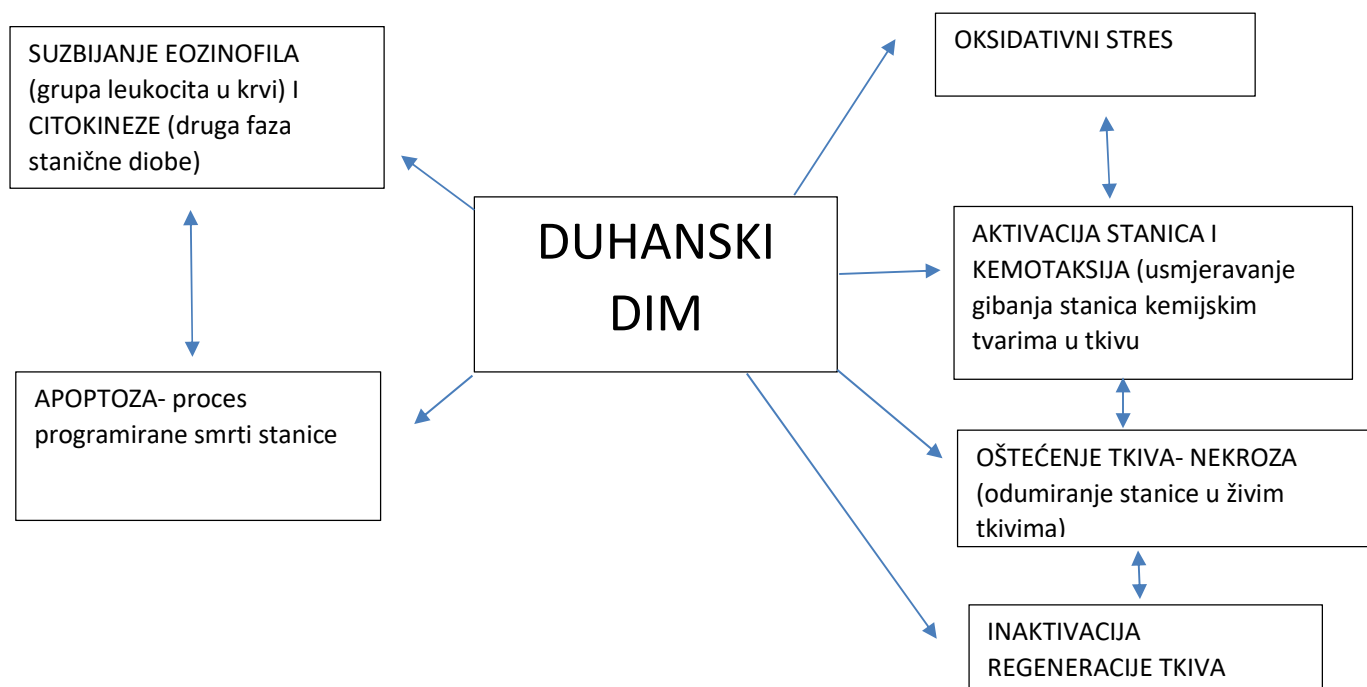 SUZBIJANJE EOZINOFILA
(grupa leukocita u krvi) I
CITOKINEZE (druga faza
stanične diobe)
APOPTOZA- proces
programirane smrti stanice
DUHANSKI
DIM
OKSIDATIVNI STRES
AKTIVACIJA STANICA I
KEMOTAKSIJA (usmjeravanje
gibanja stanica kemijskim
tvarima u tkivu
OŠTEĆENJE TKIVA- NEKROZA
(odumiranje stanice u živim
tkivima)
INAKTIVACIJA
REGENERACIJE TKIVA